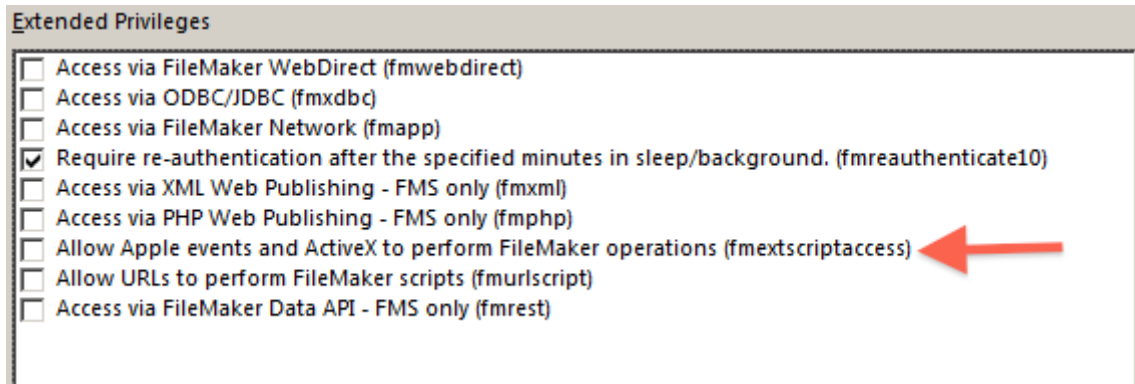 Extended Privileges
Access via FileMaker WebDirect (fmwebdirect)
Access via ODBC/JDBC (fmxdbc)
Access via FileMaker Network (fmapp)
Require re-authentication after the specified minutes in sleep/background. (fmreauthenticate10)
Access via XML Web Publishing - FMS only (fmxml)
Access via PHP Web Publishing - FMS only (fmphp)
Allow Apple events and ActiveX to perform FileMaker operations (fmextscriptaccess)
Allow URLs to perform FileMaker scripts (fmurlscript)
Access via FileMaker Data API - FMS only (fmrest)